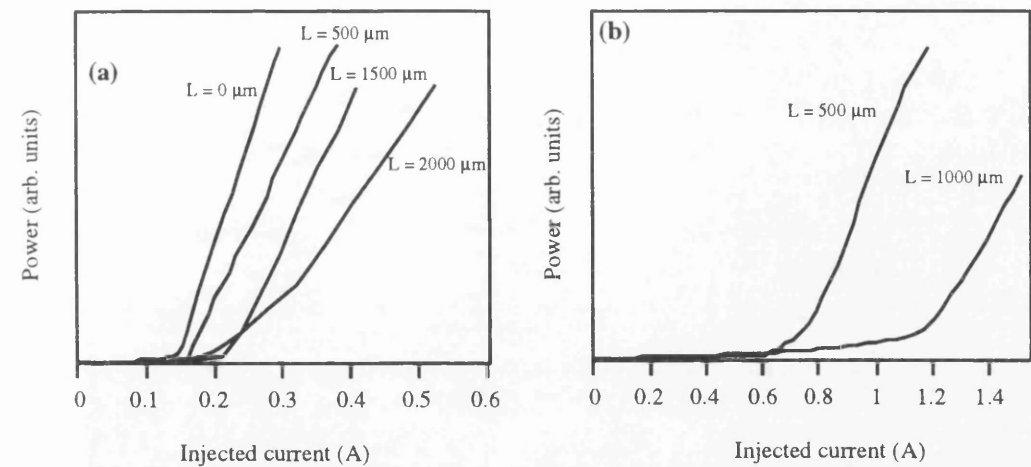 (a)
L = 500 µm
L = 0 µm
L = 1500 µm
L = 2000 µm
Power (arb. units)
0 0.1 0.2 0.3 0.4 0.5 0.6
Injected current (A)
(b)
L = 500 µm
L = 1000 µm
Power (arb. units)
0 0.2 0.4 0.6 0.8 1 1.2 1.4
Injected current (A)